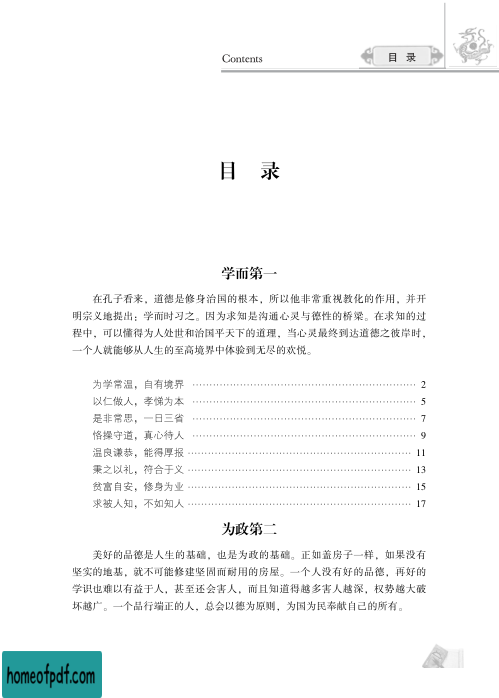 Contents
目 录
目 录
学而第一
在孔子看来，道德是修身治国的根本，所以他非常重视教化的作用，并开
明宗义地提出：学而时习之。因为求知是沟通心灵与德性的桥梁。在求知的过
程中，可以懂得为人处世和治国平天下的道理，当心灵最终到达道德之彼岸时，
一个人就能够从人生的至高境界中体验到无尽的欢悦。
为学常温，自有境界 …………………………………………………… 2
以仁做人，孝悌为本 …………………………………………………… 5
是非常思，一日三省 …………………………………………………… 7
恪操守道，真心待人 …………………………………………………… 9
温良谦恭，能得厚报 …………………………………………………… 11
秉之以礼，符合于义 …………………………………………………… 13
贫富自安，修身为业 …………………………………………………… 15
求被人知，不如知人 …………………………………………………… 17
为政第二
美好的品德是人生的基础，也是为政的基础。正如盖房子一样，如果没有
坚实的地基，就不可能修建坚固而耐用的房屋。一个人没有好的品德，再好的
学识也难以有益于人，甚至还会害人，而且知道得越多害人越深，权势越大破
坏越广。一个品行端正的人，总会以德为原则，为国为民奉献自己的所有。
homeofpdf.com